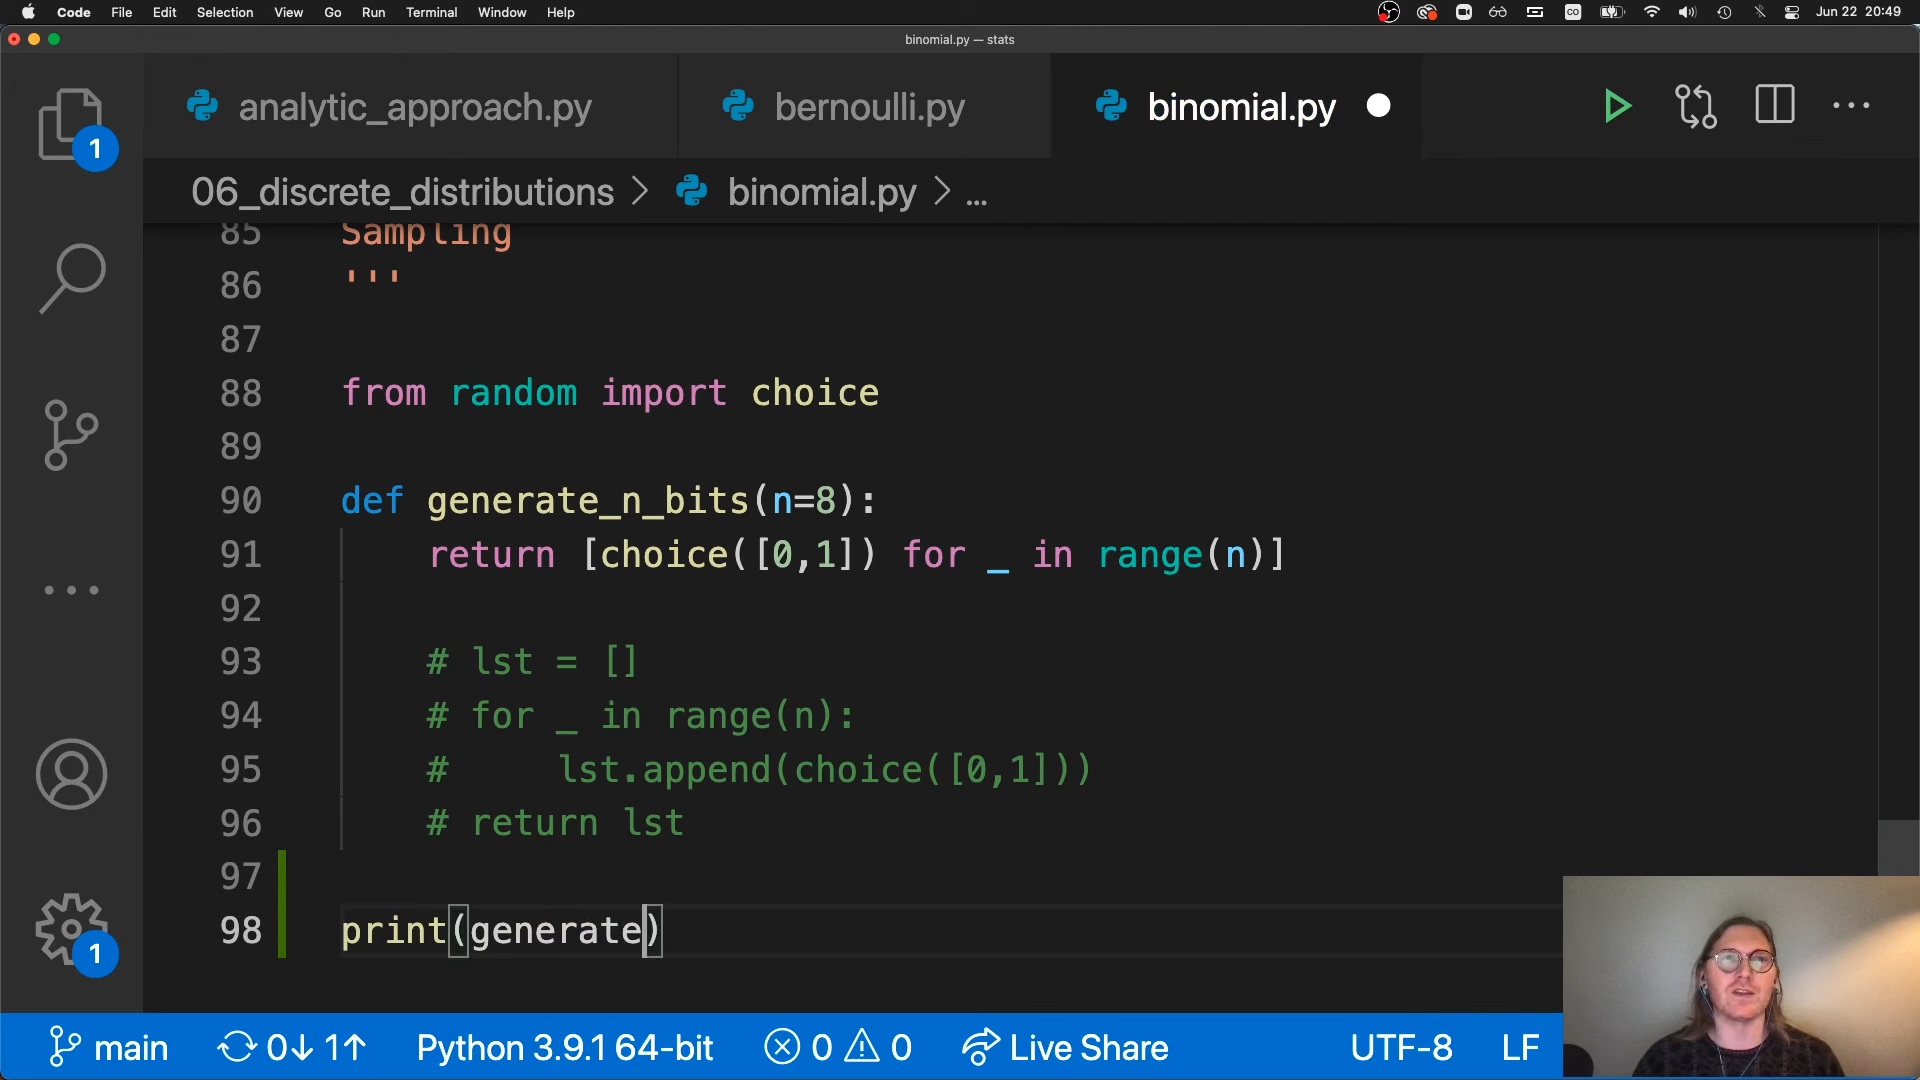 Code File Edit Selection View Go Run Terminal Window Help Jun 22 20:49
binomial.py — stats
analytic_approach.py bernoulli.py binomial.py
06_discrete_distributions > binomial.py > ...
85 Sampling
86 '''
87
88 from random import choice
89
90 def generate_n_bits(n=8):
91 return [choice([0,1]) for _ in range(n)]
92
93 # lst = []
94 # for _ in range(n):
95 #     lst.append(choice([0,1]))
96 # return lst
97
98 print(generate)
1
1
main 0↓ 1↑ Python 3.9.1 64-bit 0 0 Live Share UTF-8 LF